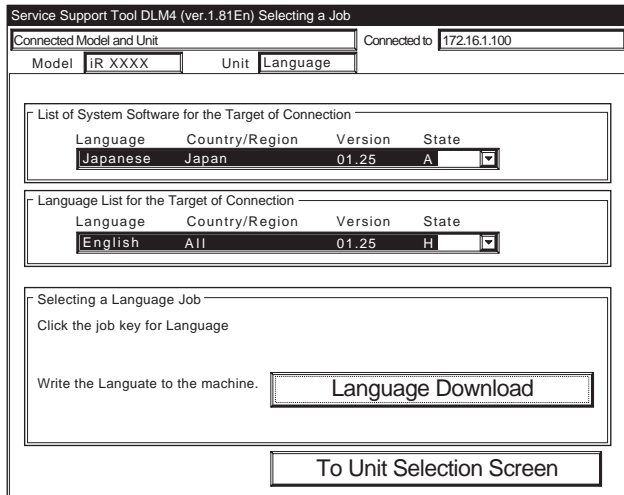 Service Support Tool DLM4 (ver.1.81En) Selecting a Job
Connected Model and Unit Connected to 172.16.1.100
Model iR XXXX Unit Language
List of System Software for the Target of Connection
Language Country/Region Version State
Japanese Japan 01.25 A
Language List for the Target of Connection
Language Country/Region Version State
English All 01.25 H
Selecting a Language Job
Click the job key for Language
Write the Languate to the machine. Language Download
To Unit Selection Screen